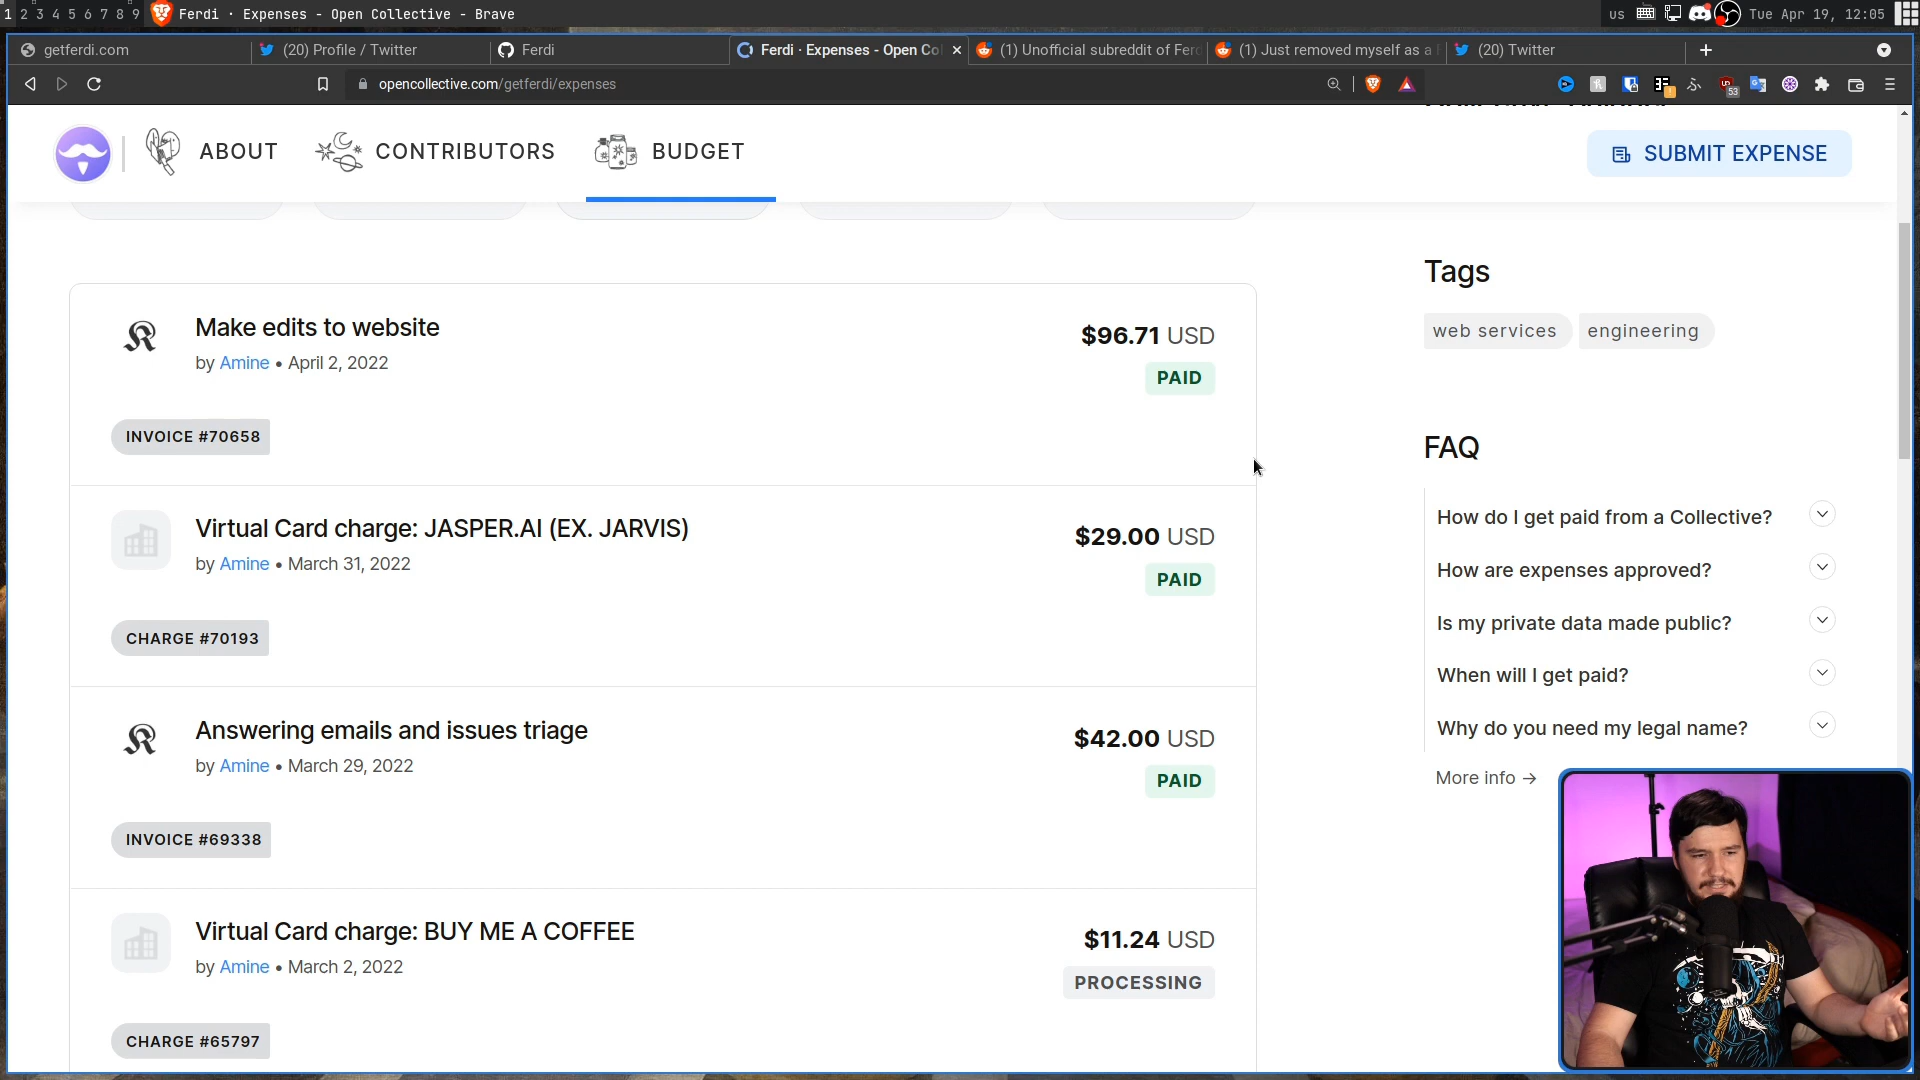 1 2 3 4 5 6 7 8 9 Ferdi · Expenses - Open Collective - Brave us Tue Apr 19, 12:05
getferdi.com (20) Profile / Twitter Ferdi Ferdi · Expenses - Open Co (1) Unofficial subreddit of Fer (1) Just removed myself as a (20) Twitter
opencollective.com/getferdi/expenses 53
ABOUT CONTRIBUTORS BUDGET SUBMIT EXPENSE
Make edits to website
by Amine • April 2, 2022
$96.71 USD
PAID
INVOICE #70658
Virtual Card charge: JASPER.AI (EX. JARVIS)
by Amine • March 31, 2022
$29.00 USD
PAID
CHARGE #70193
Answering emails and issues triage
by Amine • March 29, 2022
$42.00 USD
PAID
INVOICE #69338
Virtual Card charge: BUY ME A COFFEE
by Amine • March 2, 2022
$11.24 USD
PROCESSING
CHARGE #65797
Tags
web services engineering
FAQ
How do I get paid from a Collective?
How are expenses approved?
Is my private data made public?
When will I get paid?
Why do you need my legal name?
More info →